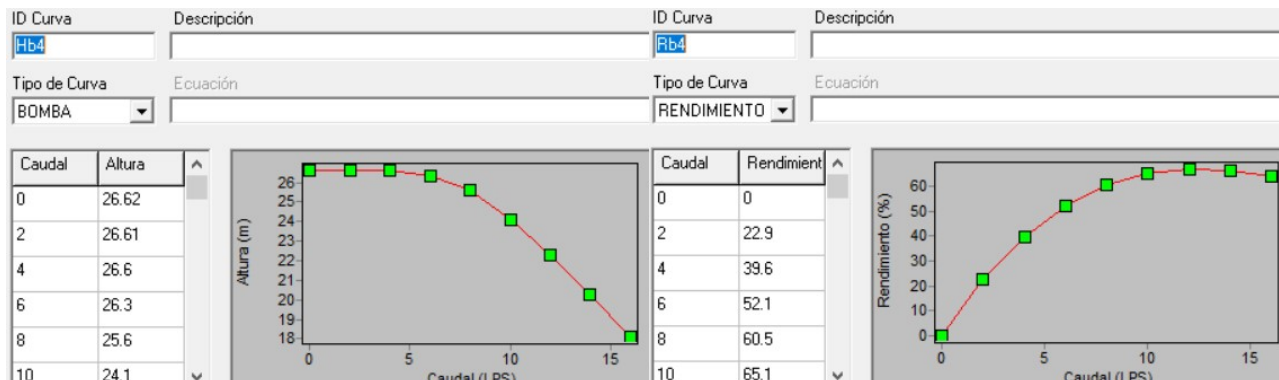 ID Curva Descripción
Hb4
Tipo de Curva Ecuación
BOMBA
Caudal Altura
0 26.62
2 26.61
4 26.6
6 26.3
8 25.6
10 24.1
Altura (m)
26
25
24
23
22
21
20
19
18
0 5 10 15
Caudal (LPS)
ID Curva Descripción
Rb4
Tipo de Curva Ecuación
RENDIMIENTO
Caudal Rendimient
0 0
2 22.9
4 39.6
6 52.1
8 60.5
10 65.1
Rendimiento (%)
60
50
40
30
20
10
0
0 5 10 15
Caudal (LPS)